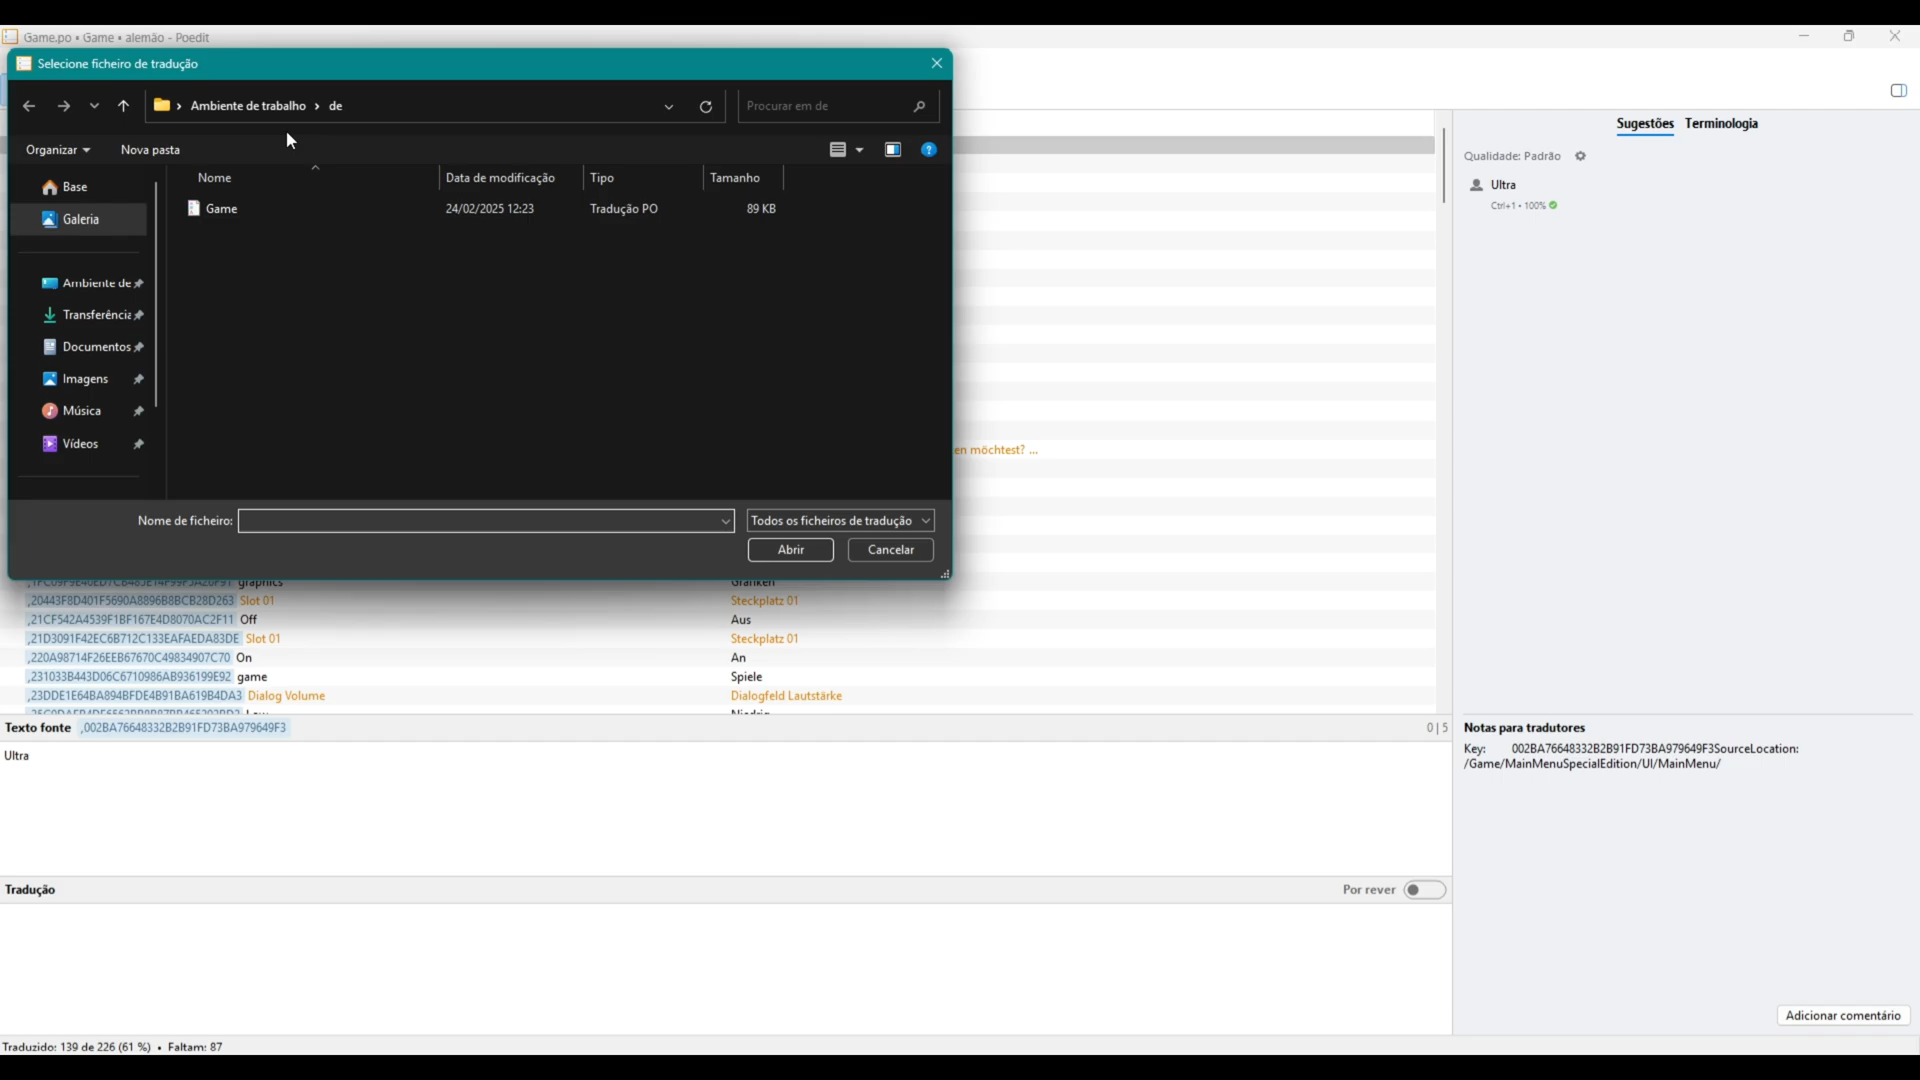 Game.po • Game • alemão - Poedit
Selecione ficheiro de tradução
Ambiente de trabalho > de
Procurar em de
Organizar
Nova pasta
Nome
Data de modificação
Tipo
Tamanho
Game
24/02/2025 12:23
Tradução PO
89 KB
Base
Galeria
Ambiente de
Transferência
Documentos
Imagens
Música
Vídeos
Nome de ficheiro:
Todos os ficheiros de tradução
Abrir
Cancelar
en möchtest? ...
graphics
Grafiken
,20443F8D401F5690A8896B8BCB28D263 Slot 01
Steckplatz 01
,21CF542A4539F1BF167E4D8070AC2F11 Off
Aus
,21D3091F42EC6B712C133EAFAEDA83DE Slot 01
Steckplatz 01
,220A98714F26EEB67670C49834907C70 On
An
,231033B443D06C6710986AB936199E92 game
Spiele
,23DDE1E64BA894BFDE4B91BA619B4DA3 Dialog Volume
Dialogfeld Lautstärke
Low
Niedrig
Texto fonte ,002BA76648332B2B91FD73BA979649F3
0 | 5
Ultra
Tradução
Por rever
Traduzido: 139 de 226 (61 %) • Faltam: 87
Sugestões
Terminologia
Qualidade: Padrão
Ultra
Ctrl+1 • 100%
Notas para tradutores
Key: 002BA76648332B2B91FD73BA979649F3SourceLocation:
/Game/MainMenuSpecialEdition/UI/MainMenu/
Adicionar comentário